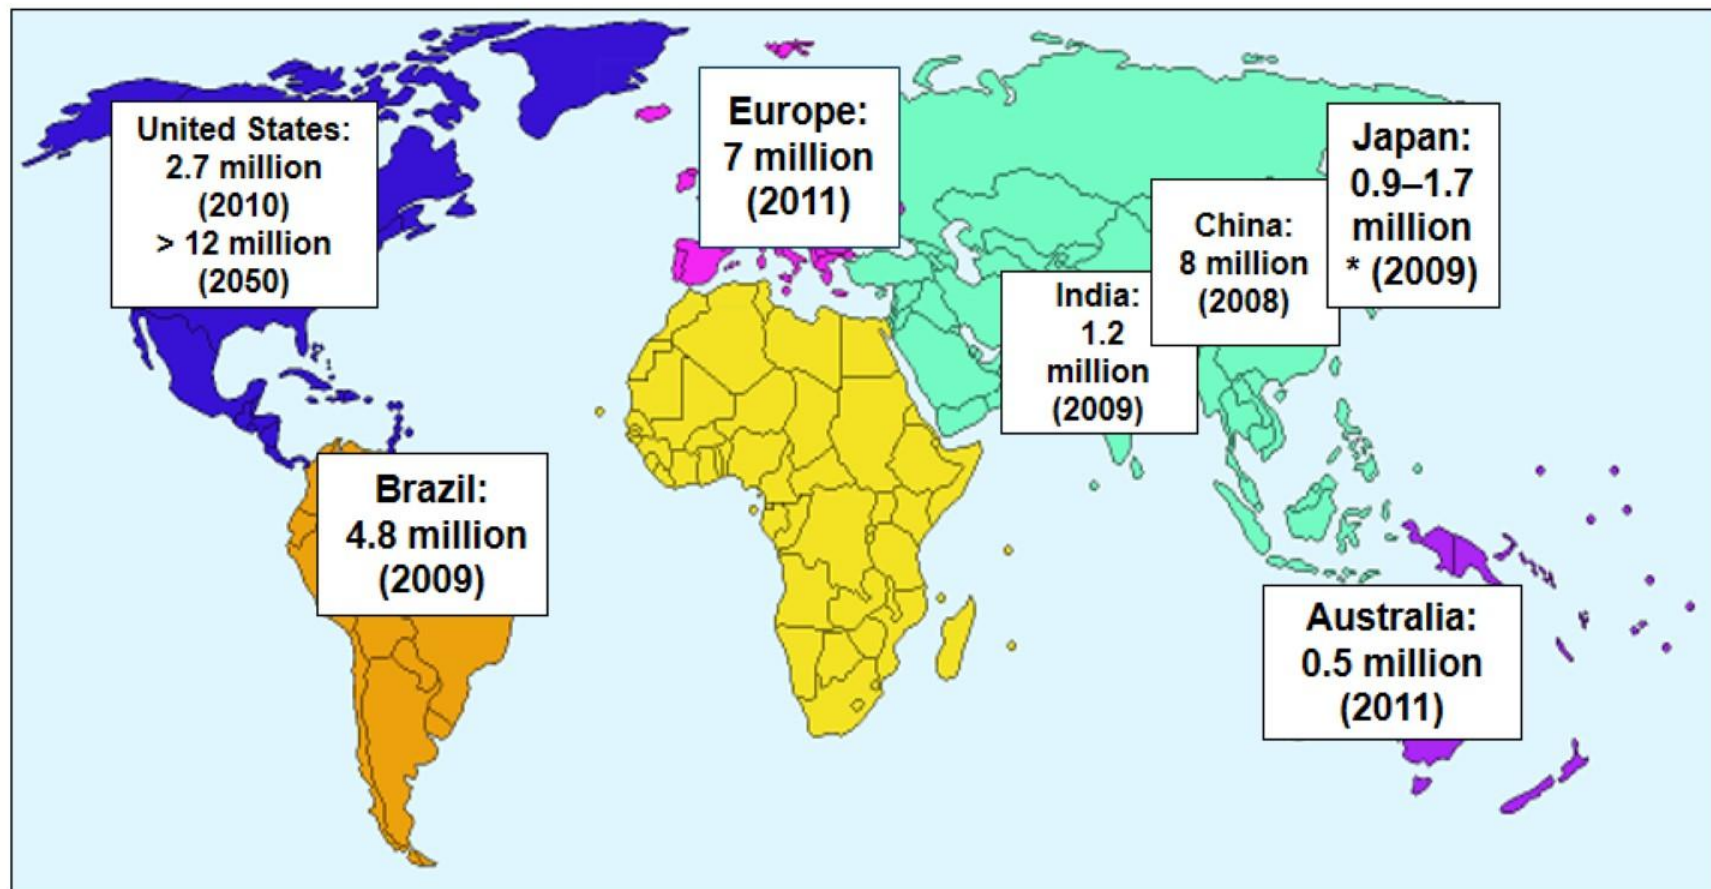 United States:
2.7 million
(2010)
> 12 million
(2050)
Europe:
7 million
(2011)
Japan:
0.9–1.7
million
* (2009)
China:
8 million
(2008)
India:
1.2
million
(2009)
Brazil:
4.8 million
(2009)
Australia:
0.5 million
(2011)